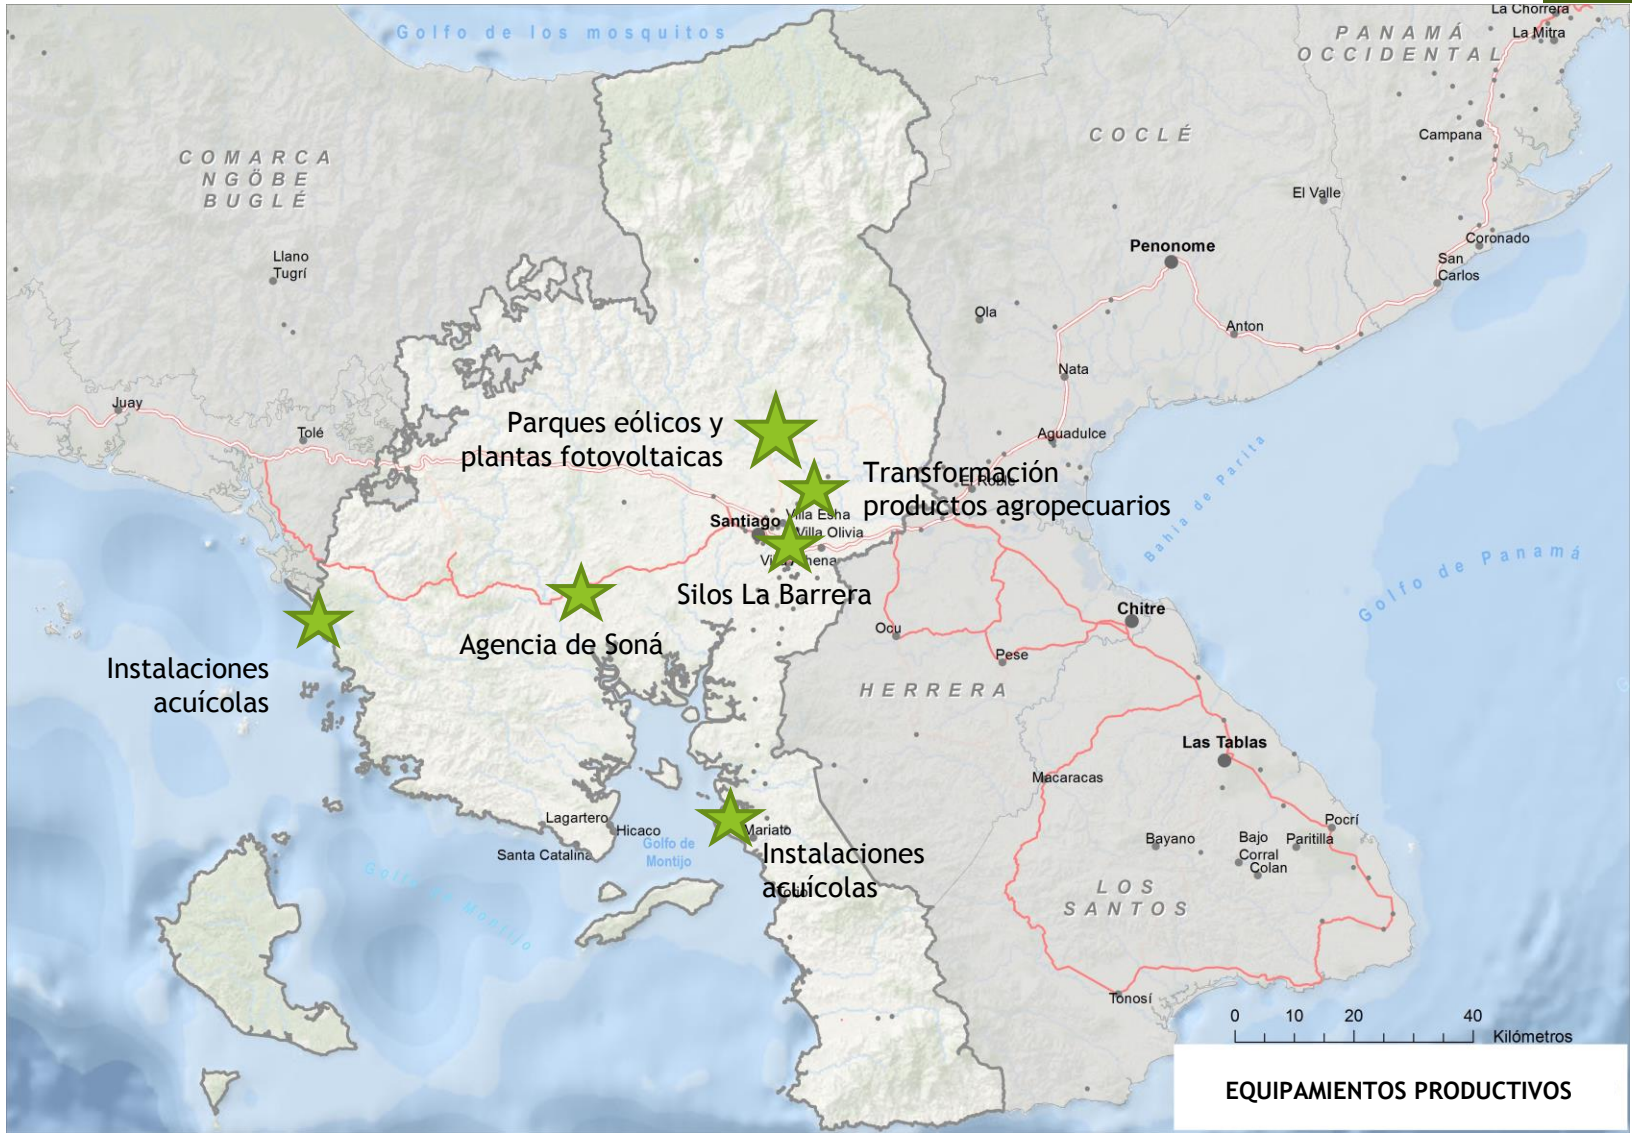 La Chorrera
Golfo de los mosquitos
PANAMÁ
OCCIDENTAL
La Mitra
COCLÉ
Campana
COMARCA
NGÖBE
BUGLÉ
El Valle
Llano
Tugrí
Penonome
Coronado
San
Carlos
Ola
Anton
Nata
Juay
Tolé
Parques eólicos y
plantas fotovoltaicas
Aguadulce
Transformación
productos agropecuarios
El Roble
Bahia de Parita
Santiago
Villa Esha
Villa Olivia
Silos La Barrera
Golfo de Panamá
Chitre
Ocu
Agencia de Soná
Pese
Instalaciones
acuícolas
HERRERA
Las Tablas
Macaracas
Lagartero
Hicaco
Santa Catalina
Golfo de
Montijo
Mariato
Instalaciones
acuícolas
Golfo de Montijo
Pocrí
Bayano
Bajo
Corral
Paritilla
Colan
LOS
SANTOS
Tonosí
0 10 20 40
Kilómetros
EQUIPAMIENTOS PRODUCTIVOS